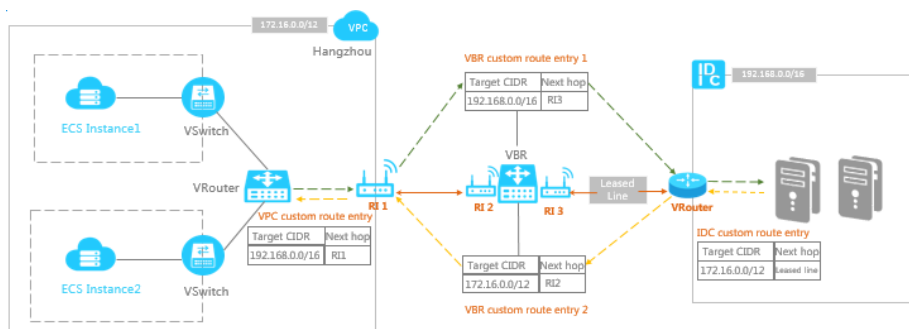 172.16.0.0/12
VPC
Hangzhou
ECS Instance1
VSwitch
VRouter
VPC custom route entry
Target CIDR Next hop
192.168.0.0/16 RI1
ECS Instance2
VSwitch
RI 1
VBR custom route entry 1
Target CIDR Next hop
192.168.0.0/16 RI3
VBR
RI 2
RI 3
Leased
Line
Target CIDR Next hop
172.16.0.0/12 RI2
VBR custom route entry 2
ID
IC
192.168.0.0/16
VRouter
IDC custom route entry
Target CIDR Next hop
172.16.0.0/12 Leased line